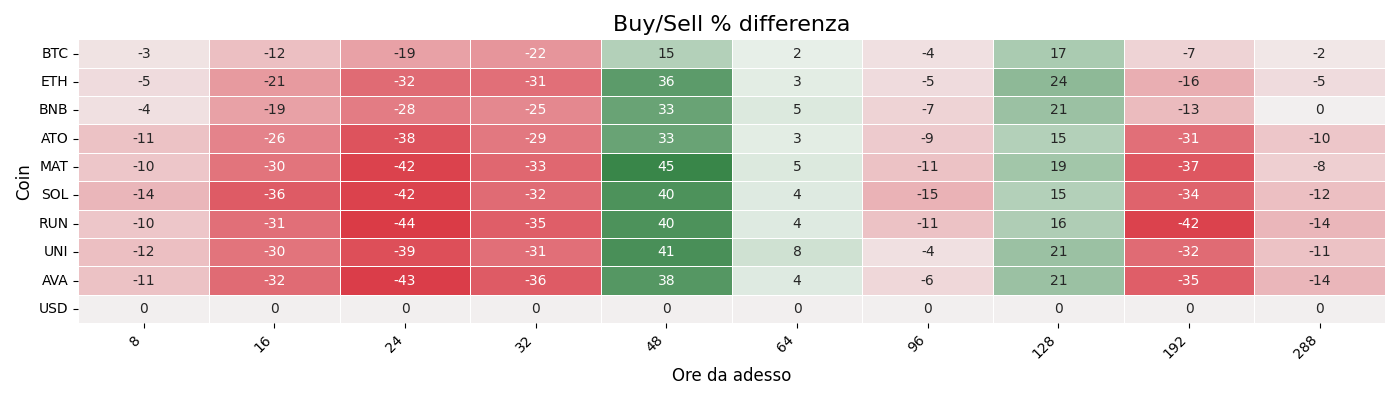 Buy/Sell % differenza
Coin
BTC -3 -12 -19 -22 15 2 -4 17 -7 -2
ETH -5 -21 -32 -31 36 3 -5 24 -16 -5
BNB -4 -19 -28 -25 33 5 -7 21 -13 0
ATO -11 -26 -38 -29 33 3 -9 15 -31 -10
MAT -10 -30 -42 -33 45 5 -11 19 -37 -8
SOL -14 -36 -42 -32 40 4 -15 15 -34 -12
RUN -10 -31 -44 -35 40 4 -11 16 -42 -14
UNI -12 -30 -39 -31 41 8 -4 21 -32 -11
AVA -11 -32 -43 -36 38 4 -6 21 -35 -14
USD 0 0 0 0 0 0 0 0 0 0
8 16 24 32 48 64 96 128 192 288
Ore da adesso